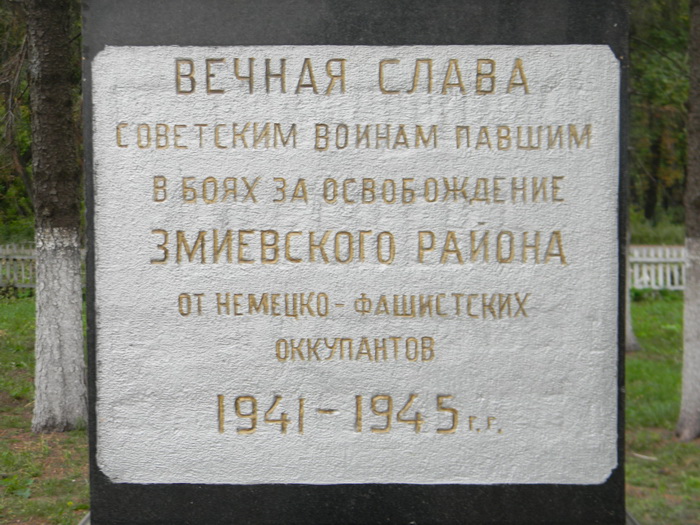 ВЕЧНАЯ СЛАВА
СОВЕТСКИМ ВОИНАМ ПАВШИМ
В БОЯХ ЗА ОСВОБОЖДЕНИЕ
ЗМИЕВСКОГО РАЙОНА
ОТ НЕМЕЦКО-ФАШИСТСКИХ
ОККУПАНТОВ
1941-1945 г.г.